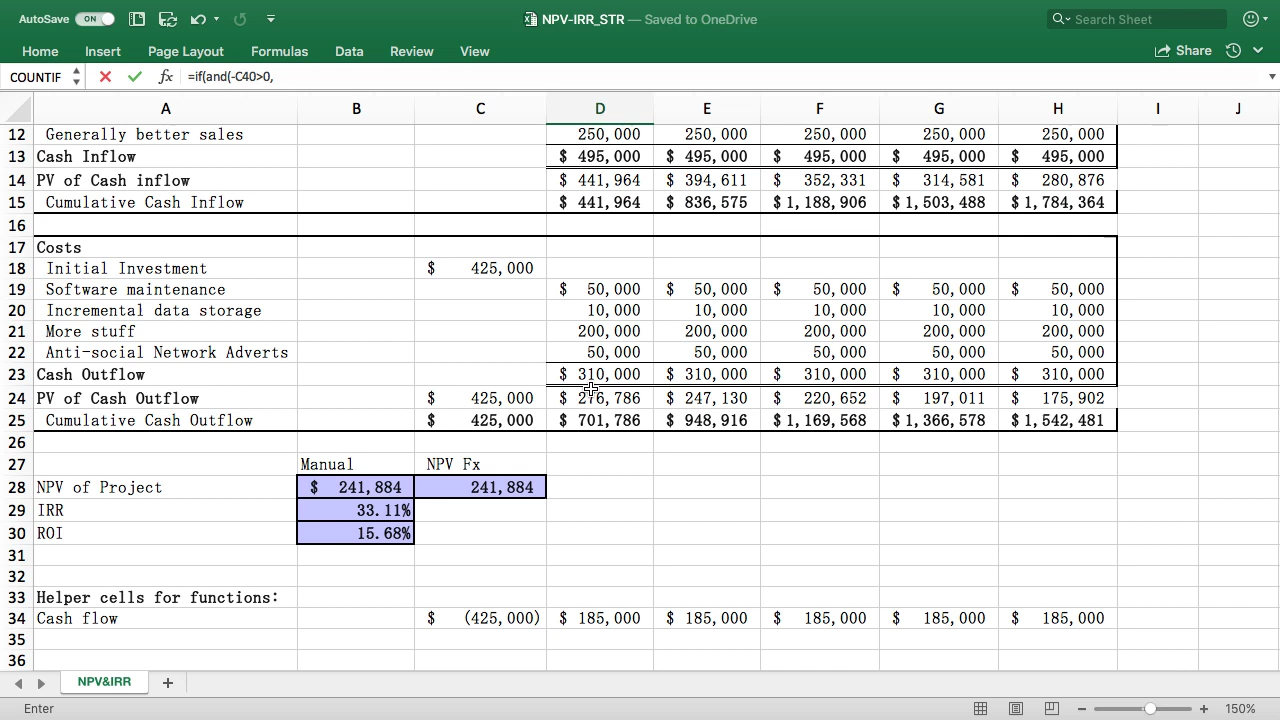 AutoSave ON NPV-IRR_STR — Saved to OneDrive Search Sheet
Home Insert Page Layout Formulas Data Review View Share
COUNTIF fx =if(and(-C40>0,
A B C D E F G H I J
12 Generally better sales 250,000 250,000 250,000 250,000 250,000
13 Cash Inflow $ 495,000 $ 495,000 $ 495,000 $ 495,000 $ 495,000
14 PV of Cash inflow $ 441,964 $ 394,611 $ 352,331 $ 314,581 $ 280,876
15 Cumulative Cash Inflow $ 441,964 $ 836,575 $ 1,188,906 $ 1,503,488 $ 1,784,364
16
17 Costs
18 Initial Investment $ 425,000
19 Software maintenance $ 50,000 $ 50,000 $ 50,000 $ 50,000 $ 50,000
20 Incremental data storage 10,000 10,000 10,000 10,000 10,000
21 More stuff 200,000 200,000 200,000 200,000 200,000
22 Anti-social Network Adverts 50,000 50,000 50,000 50,000 50,000
23 Cash Outflow $ 310,000 $ 310,000 $ 310,000 $ 310,000 $ 310,000
24 PV of Cash Outflow $ 425,000 $ 276,786 $ 247,130 $ 220,652 $ 197,011 $ 175,902
25 Cumulative Cash Outflow $ 425,000 $ 701,786 $ 948,916 $ 1,169,568 $ 1,366,578 $ 1,542,481
26
27 Manual NPV Fx
28 NPV of Project $ 241,884 241,884
29 IRR 33.11%
30 ROI 15.68%
31
32
33 Helper cells for functions:
34 Cash flow $ (425,000) $ 185,000 $ 185,000 $ 185,000 $ 185,000 $ 185,000
35
36
NPV&IRR
Enter 150%